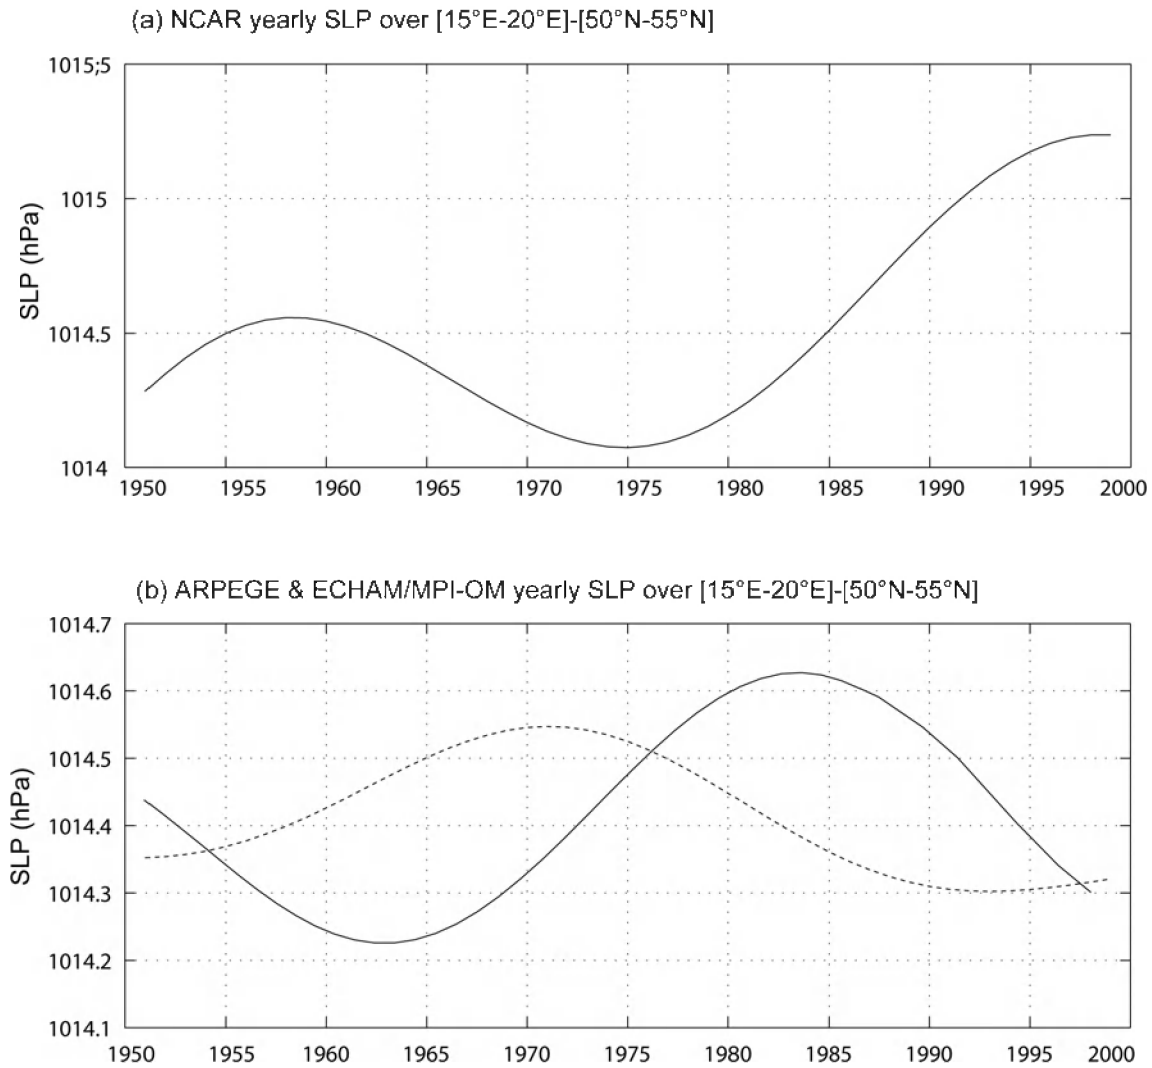 (a) NCAR yearly SLP over [15°E-20°E]-[50°N-55°N]
1015;5
1015
1014.5
1014
SLP (hPa)
1950 1955 1960 1965 1970 1975 1980 1985 1990 1995 2000
(b) ARPEGE & ECHAM/MPI-OM yearly SLP over [15°E-20°E]-[50°N-55°N]
1014.7
1014.6
1014.5
1014.4
1014.3
1014.2
1014.1
SLP (hPa)
1950 1955 1960 1965 1970 1975 1980 1985 1990 1995 2000